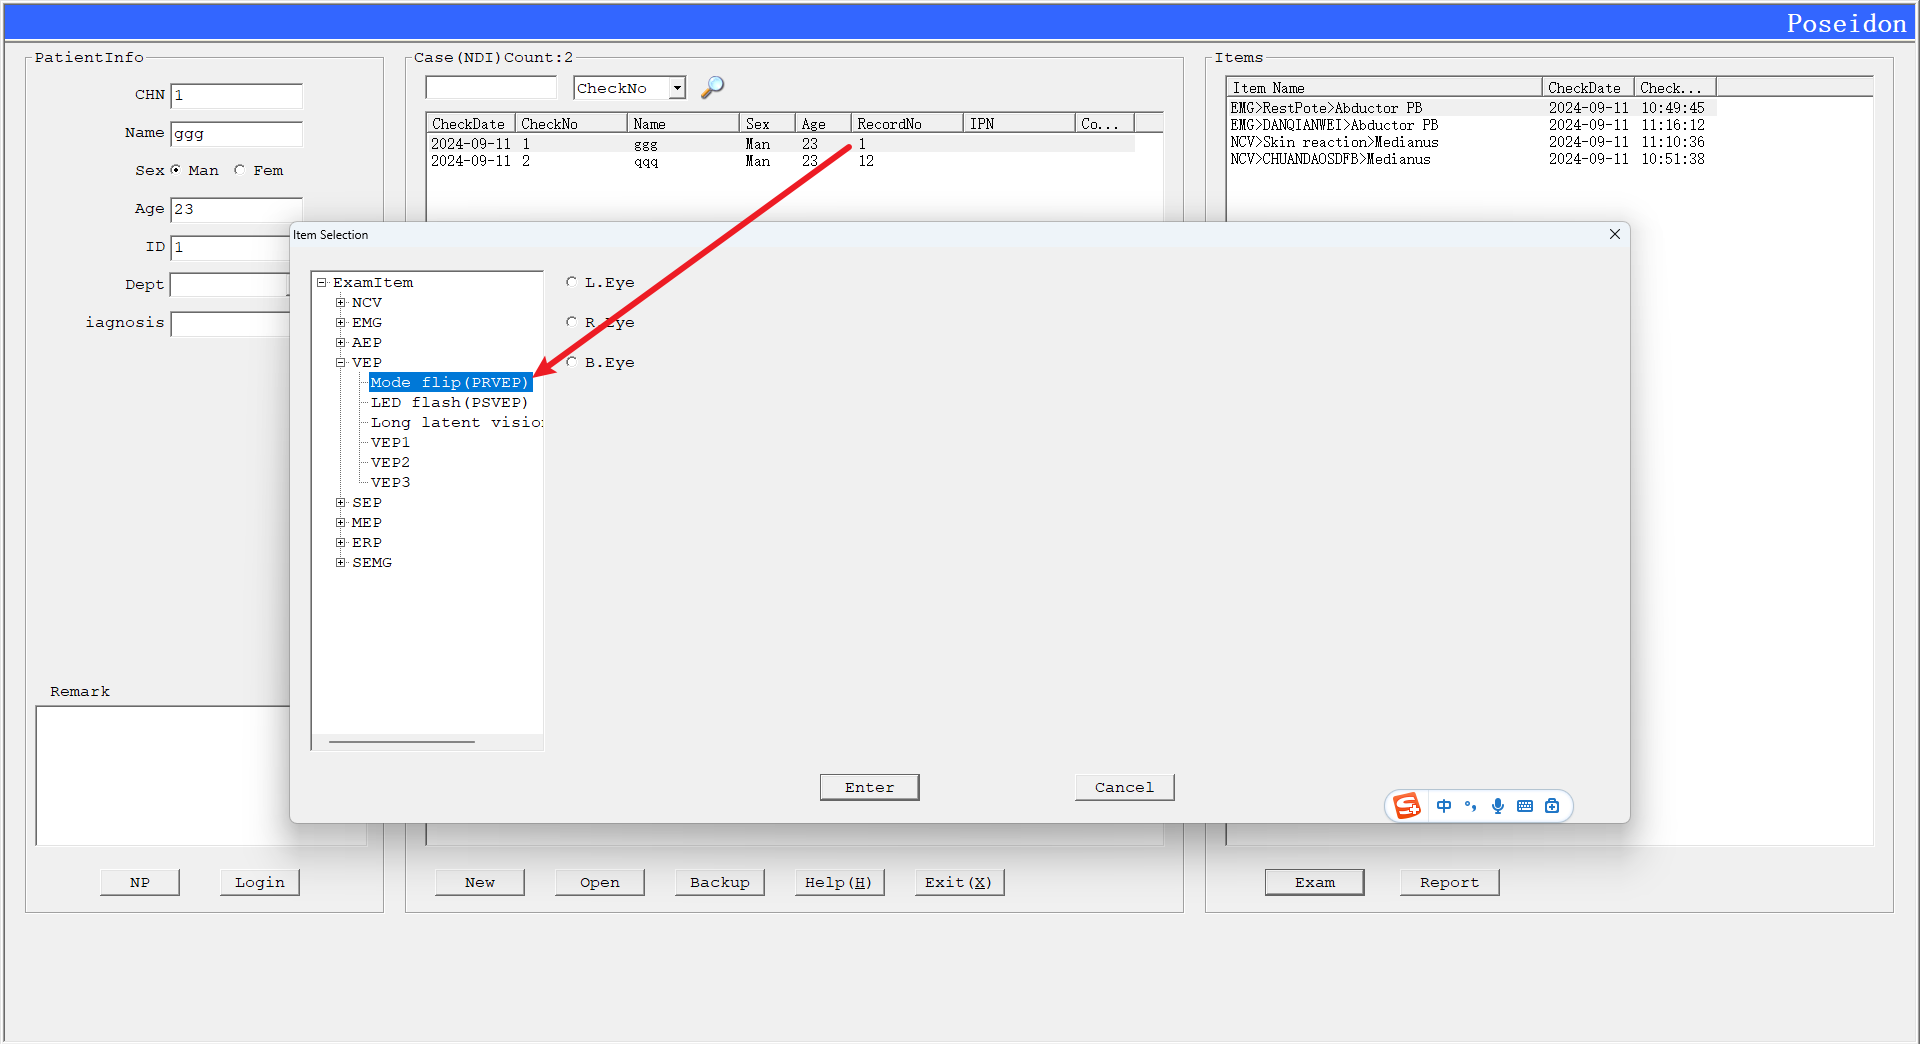 Poseidon
PatientInfo
CHN 1
Name ggg
Sex Man Fem
Age 23
ID 1
Dept
iagnosis
Remark
NP Login
Case(NDI)Count:2
CheckNo
CheckDate CheckNo Name Sex Age RecordNo IPN Co...
2024-09-11 1 ggg Man 23 1
2024-09-11 2 qqq Man 23 12
New Open Backup Help(H) Exit(X)
Items
Item Name CheckDate Check...
EMG>RestPote>Abductor PB 2024-09-11 10:49:45
EMG>DANQIANWEI>Abductor PB 2024-09-11 11:16:12
NCV>Skin reaction>Medianus 2024-09-11 11:10:36
NCV>CHUANDAOSDFB>Medianus 2024-09-11 10:51:38
Exam Report
Item Selection
ExamItem
NCV
EMG
AEP
VEP
Mode flip(PRVEP)
LED flash(PSVEP)
Long latent vision
VEP1
VEP2
VEP3
SEP
MEP
ERP
SEMG
L.Eye
R.Eye
B.Eye
Enter Cancel
中